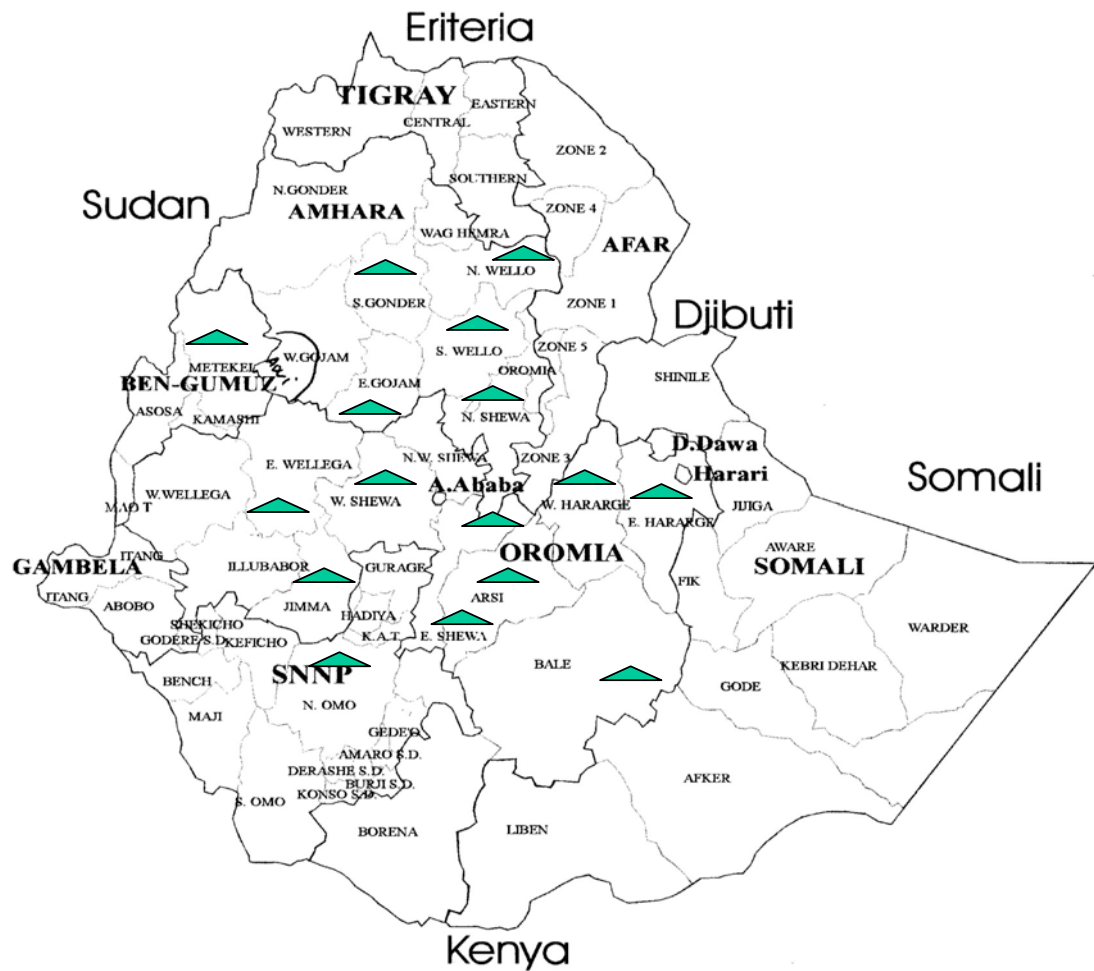 Eriteria
TIGRAY
EASTERN
CENTRAL
WESTERN
ZONE 2
SOUTHERN
N.GONDER
Sudan
AMHARA
ZONE 4
WAG HEMRA
AFAR
N. WELLO
S.GONDER
ZONE 1
Djibuti
W.GOJAM
S. WELLO
ZONE 5
METEKEL
OROMIA
SHINILE
BEN-GUMUZ
E.GOJAM
ASOSA
KAMASHI
N. SHEWA
D.Dawa
E. WELLEGA
N.W. SHEWA
ZONE 3
Harari
Somali
W.WELLEGA
W. SHEWA
A.Ababa
W. HARARGE
MAO T
E. HARARGE
JIJIGA
ITANG
OROMIA
AWARE
GAMBELA
ILLUBABOR
GURAGE
SOMALI
FIK
ITANG
ABOBO
JIMMA
ARSI
HADIYA
SHEKICHO
WARDER
GODERE S.D.
KEFICHO
K.A.T.
E. SHEWA
BALE
KEBRI DEHAR
SNNP
BENCH
GODE
N. OMO
MAJI
GEDE'O
AMARO S.D.
DERASHE S.D.
AFKER
BURJI S.D.
S. OMO
KONSO S.D.
BORENA
LIBEN
Kenya